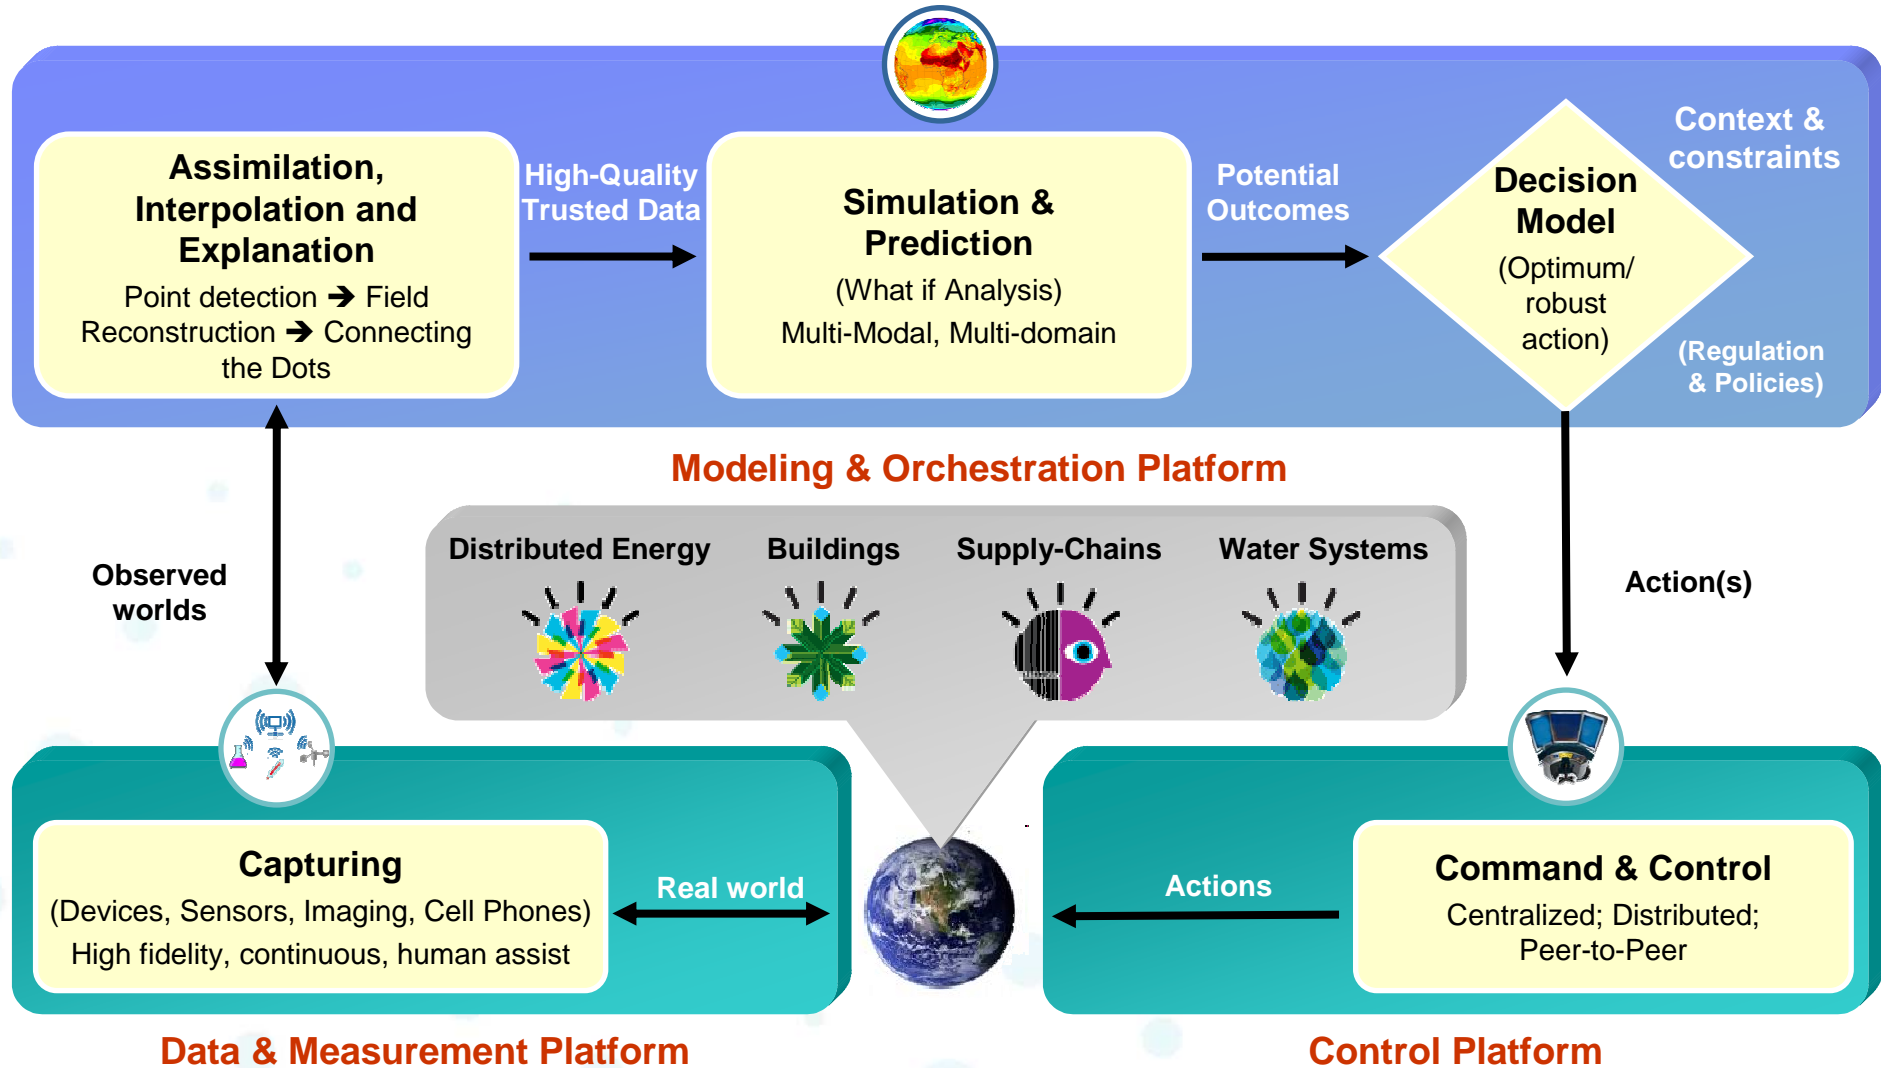 Assimilation,
Interpolation and
Explanation
Point detection ➔ Field
Reconstruction ➔ Connecting
the Dots
High-Quality
Trusted Data
Simulation &
Prediction
(What if Analysis)
Multi-Modal, Multi-domain
Potential
Outcomes
Decision
Model
(Optimum/
robust
action)
Context &
constraints
(Regulation
& Policies)
Modeling & Orchestration Platform
Observed
worlds
Distributed Energy
Buildings
Supply-Chains
Water Systems
Action(s)
Capturing
(Devices, Sensors, Imaging, Cell Phones)
High fidelity, continuous, human assist
Real world
Actions
Command & Control
Centralized; Distributed;
Peer-to-Peer
Data & Measurement Platform
Control Platform